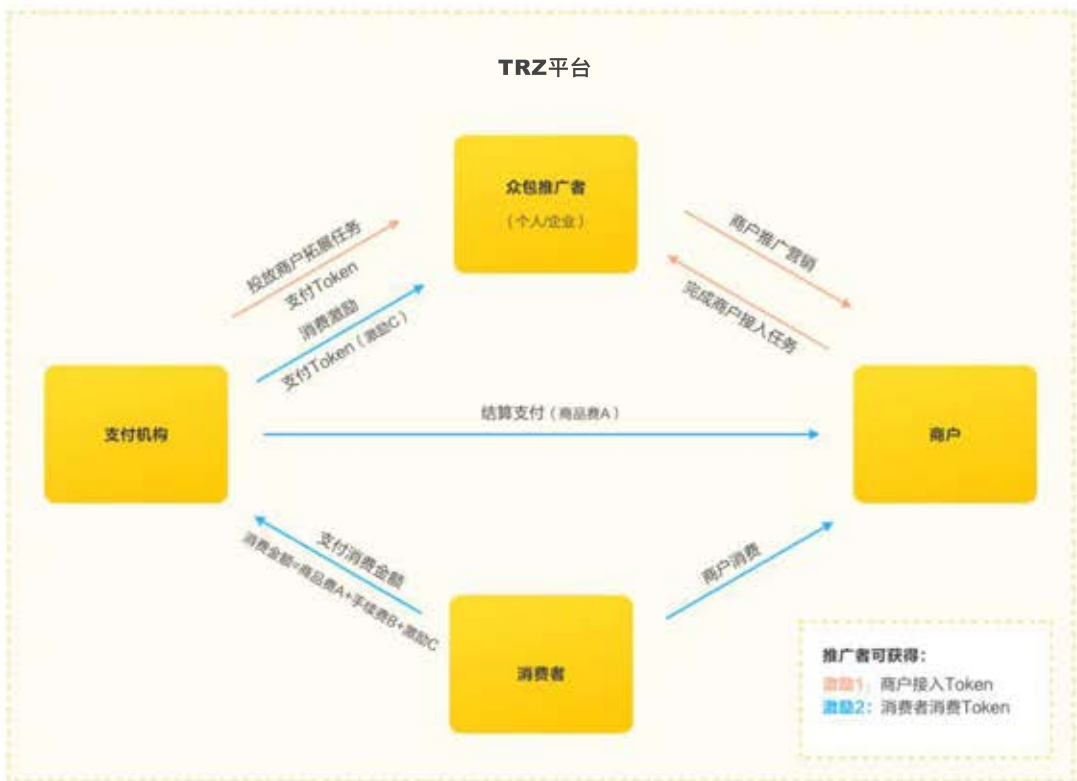 TRZ平台
众包推广者
（个人/企业）
投放商户拓展任务
支付Token
消费激励
支付Token（激励C）
商户推广营销
完成商户接入任务
支付机构
结算支付（商品费A）
商户
支付消费金额
消费金额=商品费A+手续费B+激励C
商户消费
消费者
推广者可获得：
激励1：商户接入Token
激励2：消费者消费Token